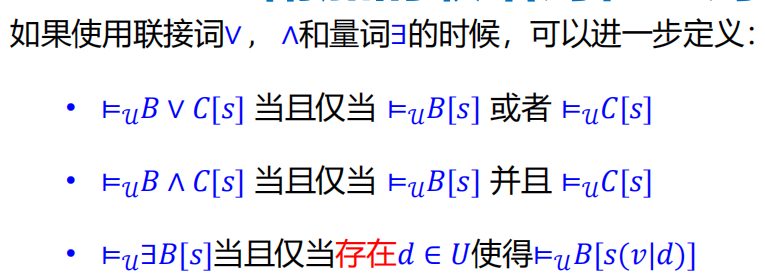 如果使用联接词∨，∧和量词∃的时候，可以进一步定义：
• ⊨𝒰B ∨ C[s] 当且仅当 ⊨𝒰B[s] 或者 ⊨𝒰C[s]
• ⊨𝒰B ∧ C[s] 当且仅当 ⊨𝒰B[s] 并且 ⊨𝒰C[s]
• ⊨𝒰∃B[s]当且仅当存在d ∈ U使得⊨𝒰B[s(v|d)]